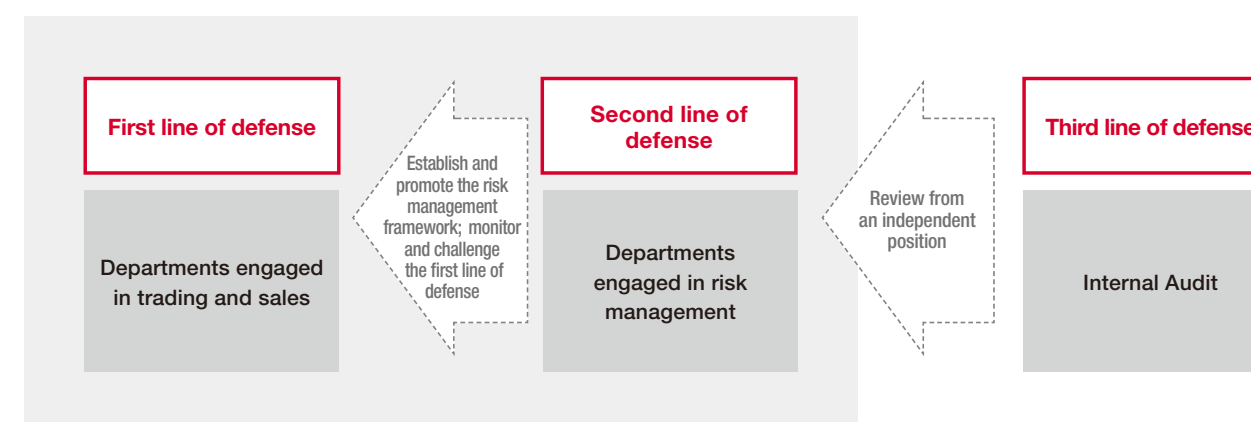 First line of defense
Departments engaged
in trading and sales
Establish and
promote the risk
management
framework; monitor
and challenge
the first line of
defense
Second line of
defense
Departments
engaged in risk
management
Review from
an independent
position
Third line of defense
Internal Audit